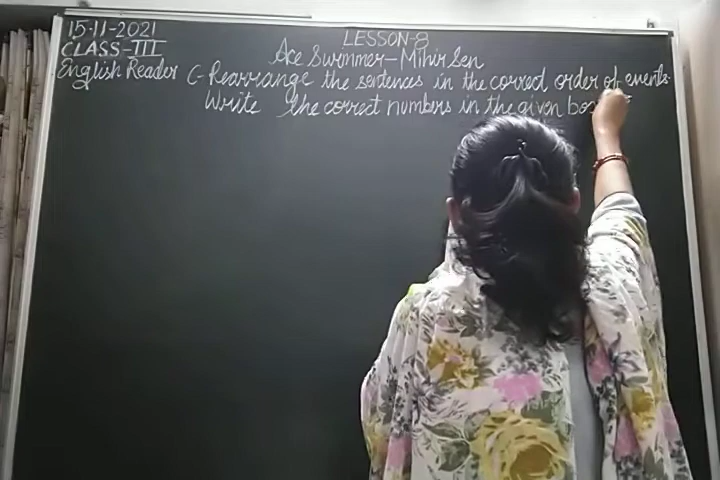 15-11-2021
LESSON-8
CLASS-III
Ace Swimmer-Mihir Sen
English Reader
C-Rearrange the sentences in the correct order of events.
Write the correct numbers in the given